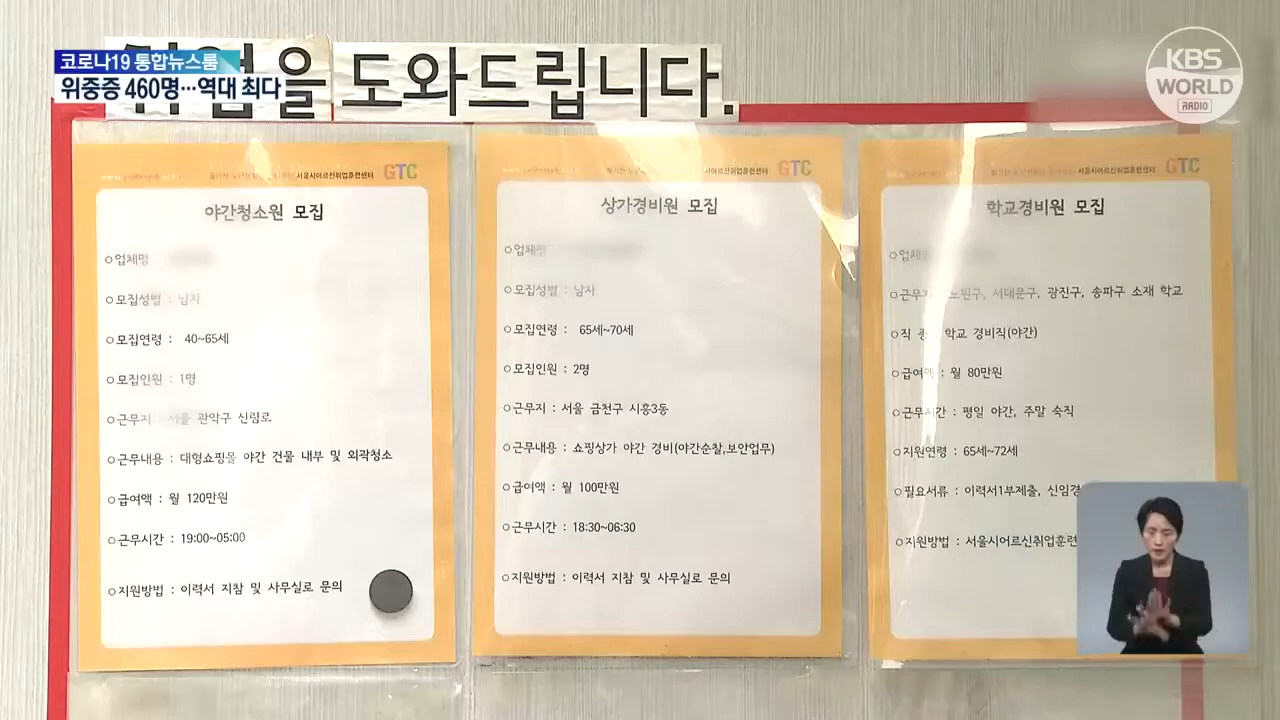 코로나19 통합뉴스룸
위중증 460명…역대 최다
을 도와드립니다.
KBS
WORLD
RADIO
서울시어르신취업훈련센터 GTC
야간청소원 모집
○업체명
○모집성별 : 남자
○모집연령 : 40~65세
○모집인원 : 1명
○근무지 : 서울 관악구 신림로
○근무내용 : 대형쇼핑몰 야간 건물 내부 및 외곽청소
○급여액 : 월 120만원
○근무시간 : 19:00~05:00
○지원방법 : 이력서 지참 및 사무실로 문의
서울시어르신취업훈련센터 GTC
상가경비원 모집
○업체명
○모집성별 : 남자
○모집연령 : 65세~70세
○모집인원 : 2명
○근무지 : 서울 금천구 시흥3동
○근무내용 : 쇼핑상가 야간 경비(야간순찰,보안업무)
○급여액 : 월 100만원
○근무시간 : 18:30~06:30
○지원방법 : 이력서 지참 및 사무실로 문의
서울시어르신취업훈련센터 GTC
학교경비원 모집
○업체명
○근무지 노원구, 서대문구, 광진구, 송파구 소재 학교
○직 종 : 학교 경비직(야간)
○급여액 : 월 80만원
○근무시간 : 평일 야간, 주말 숙직
○지원연령 : 65세~72세
○필요서류 : 이력서1부제출, 신임경
○지원방법 : 서울시어르신취업훈련